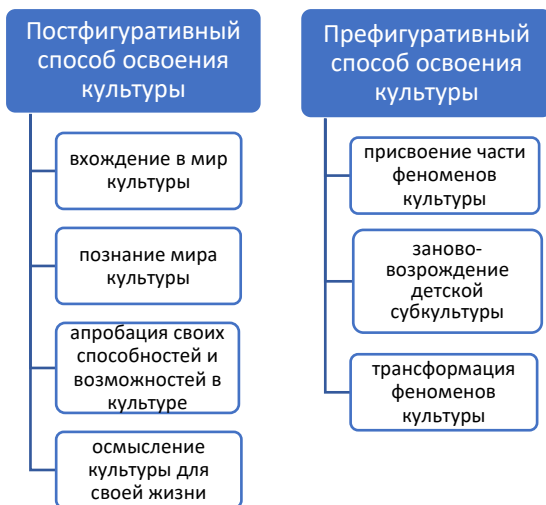 Постфигуративный
способ освоения
культуры
вхождение в мир
культуры
познание мира
культуры
апробация своих
способностей и
возможностей в
культуре
осмысление
культуры для
своей жизни
Префигуративный
способ освоения
культуры
присвоение части
феноменов
культуры
заново-
возрождение
детской
субкультуры
трансформация
феноменов
культуры